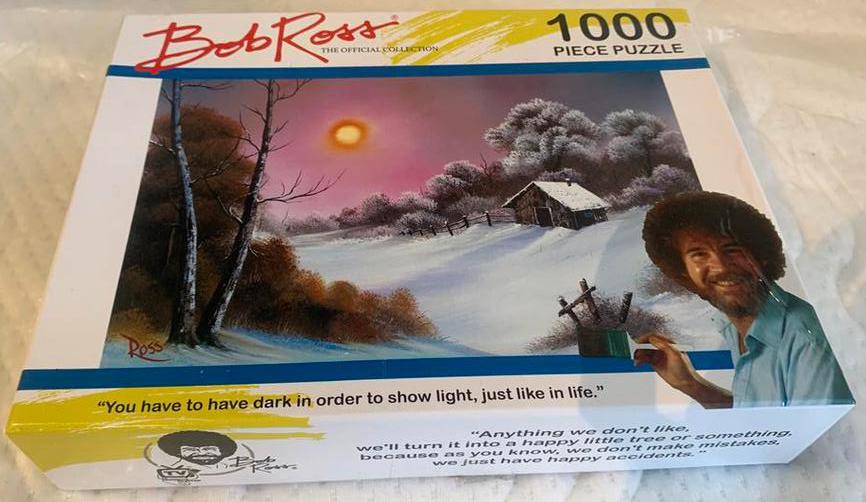 Bob Ross®
THE OFFICIAL COLLECTION
1000
PIECE PUZZLE
Ross
"You have to have dark in order to show light, just like in life."
Bob Ross.
"Anything we don't like,
we'll turn it into a happy little tree or something,
because as you know, we don't make mistakes,
we just have happy accidents."